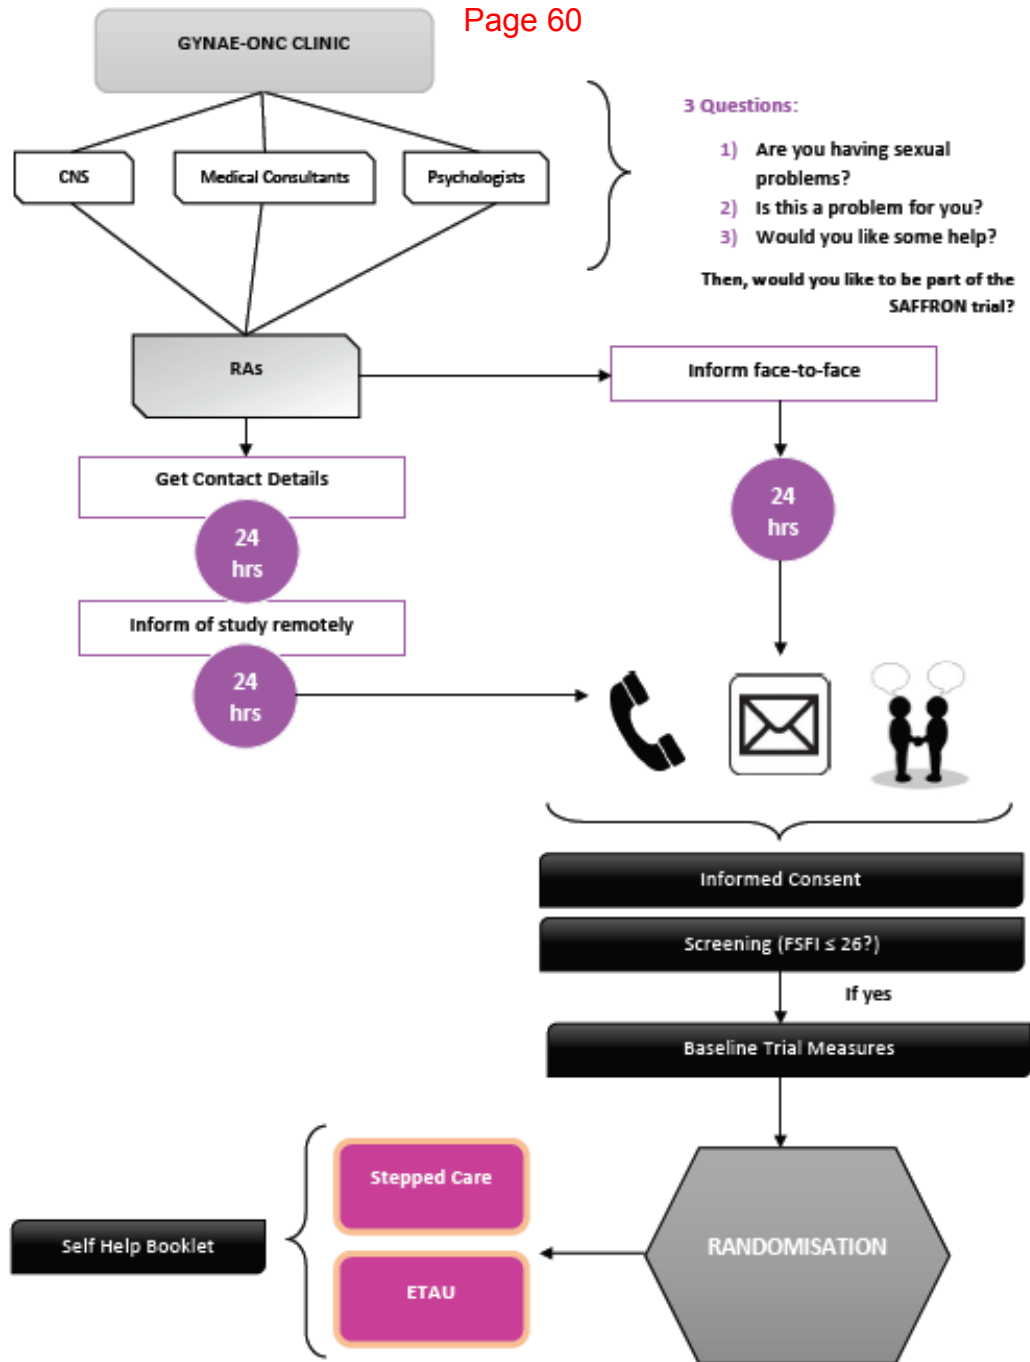 Page 60
GYNAE-ONC CLINIC
3 Questions:
1) Are you having sexual
problems?
2) Is this a problem for you?
3) Would you like some help?
Then, would you like to be part of the
SAFFRON trial?
CNS
Medical Consultants
Psychologists
RAs
Inform face-to-face
Get Contact Details
24
hrs
24
hrs
Inform of study remotely
24
hrs
Informed Consent
Screening (FSFI ≤ 26?)
If yes
Baseline Trial Measures
RANDOMISATION
Stepped Care
ETAU
Self Help Booklet